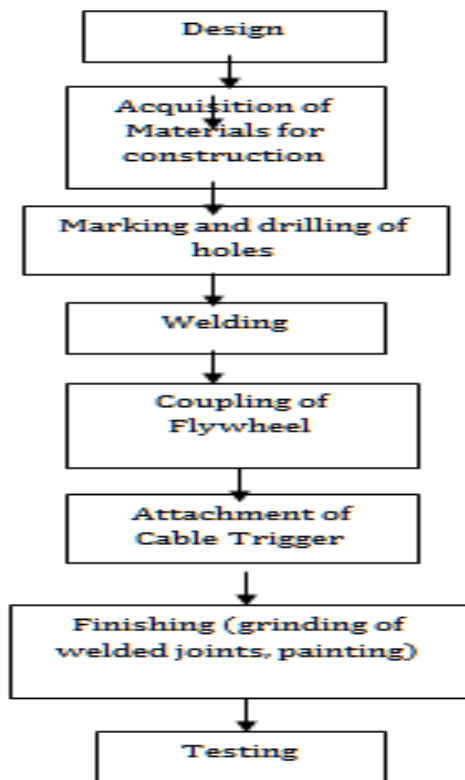 Design
Acquisition of
Materials for
construction
Marking and drilling of
holes
Welding
Coupling of
Flywheel
Attachment of
Cable Trigger
Finishing (grinding of
welded joints, painting)
Testing